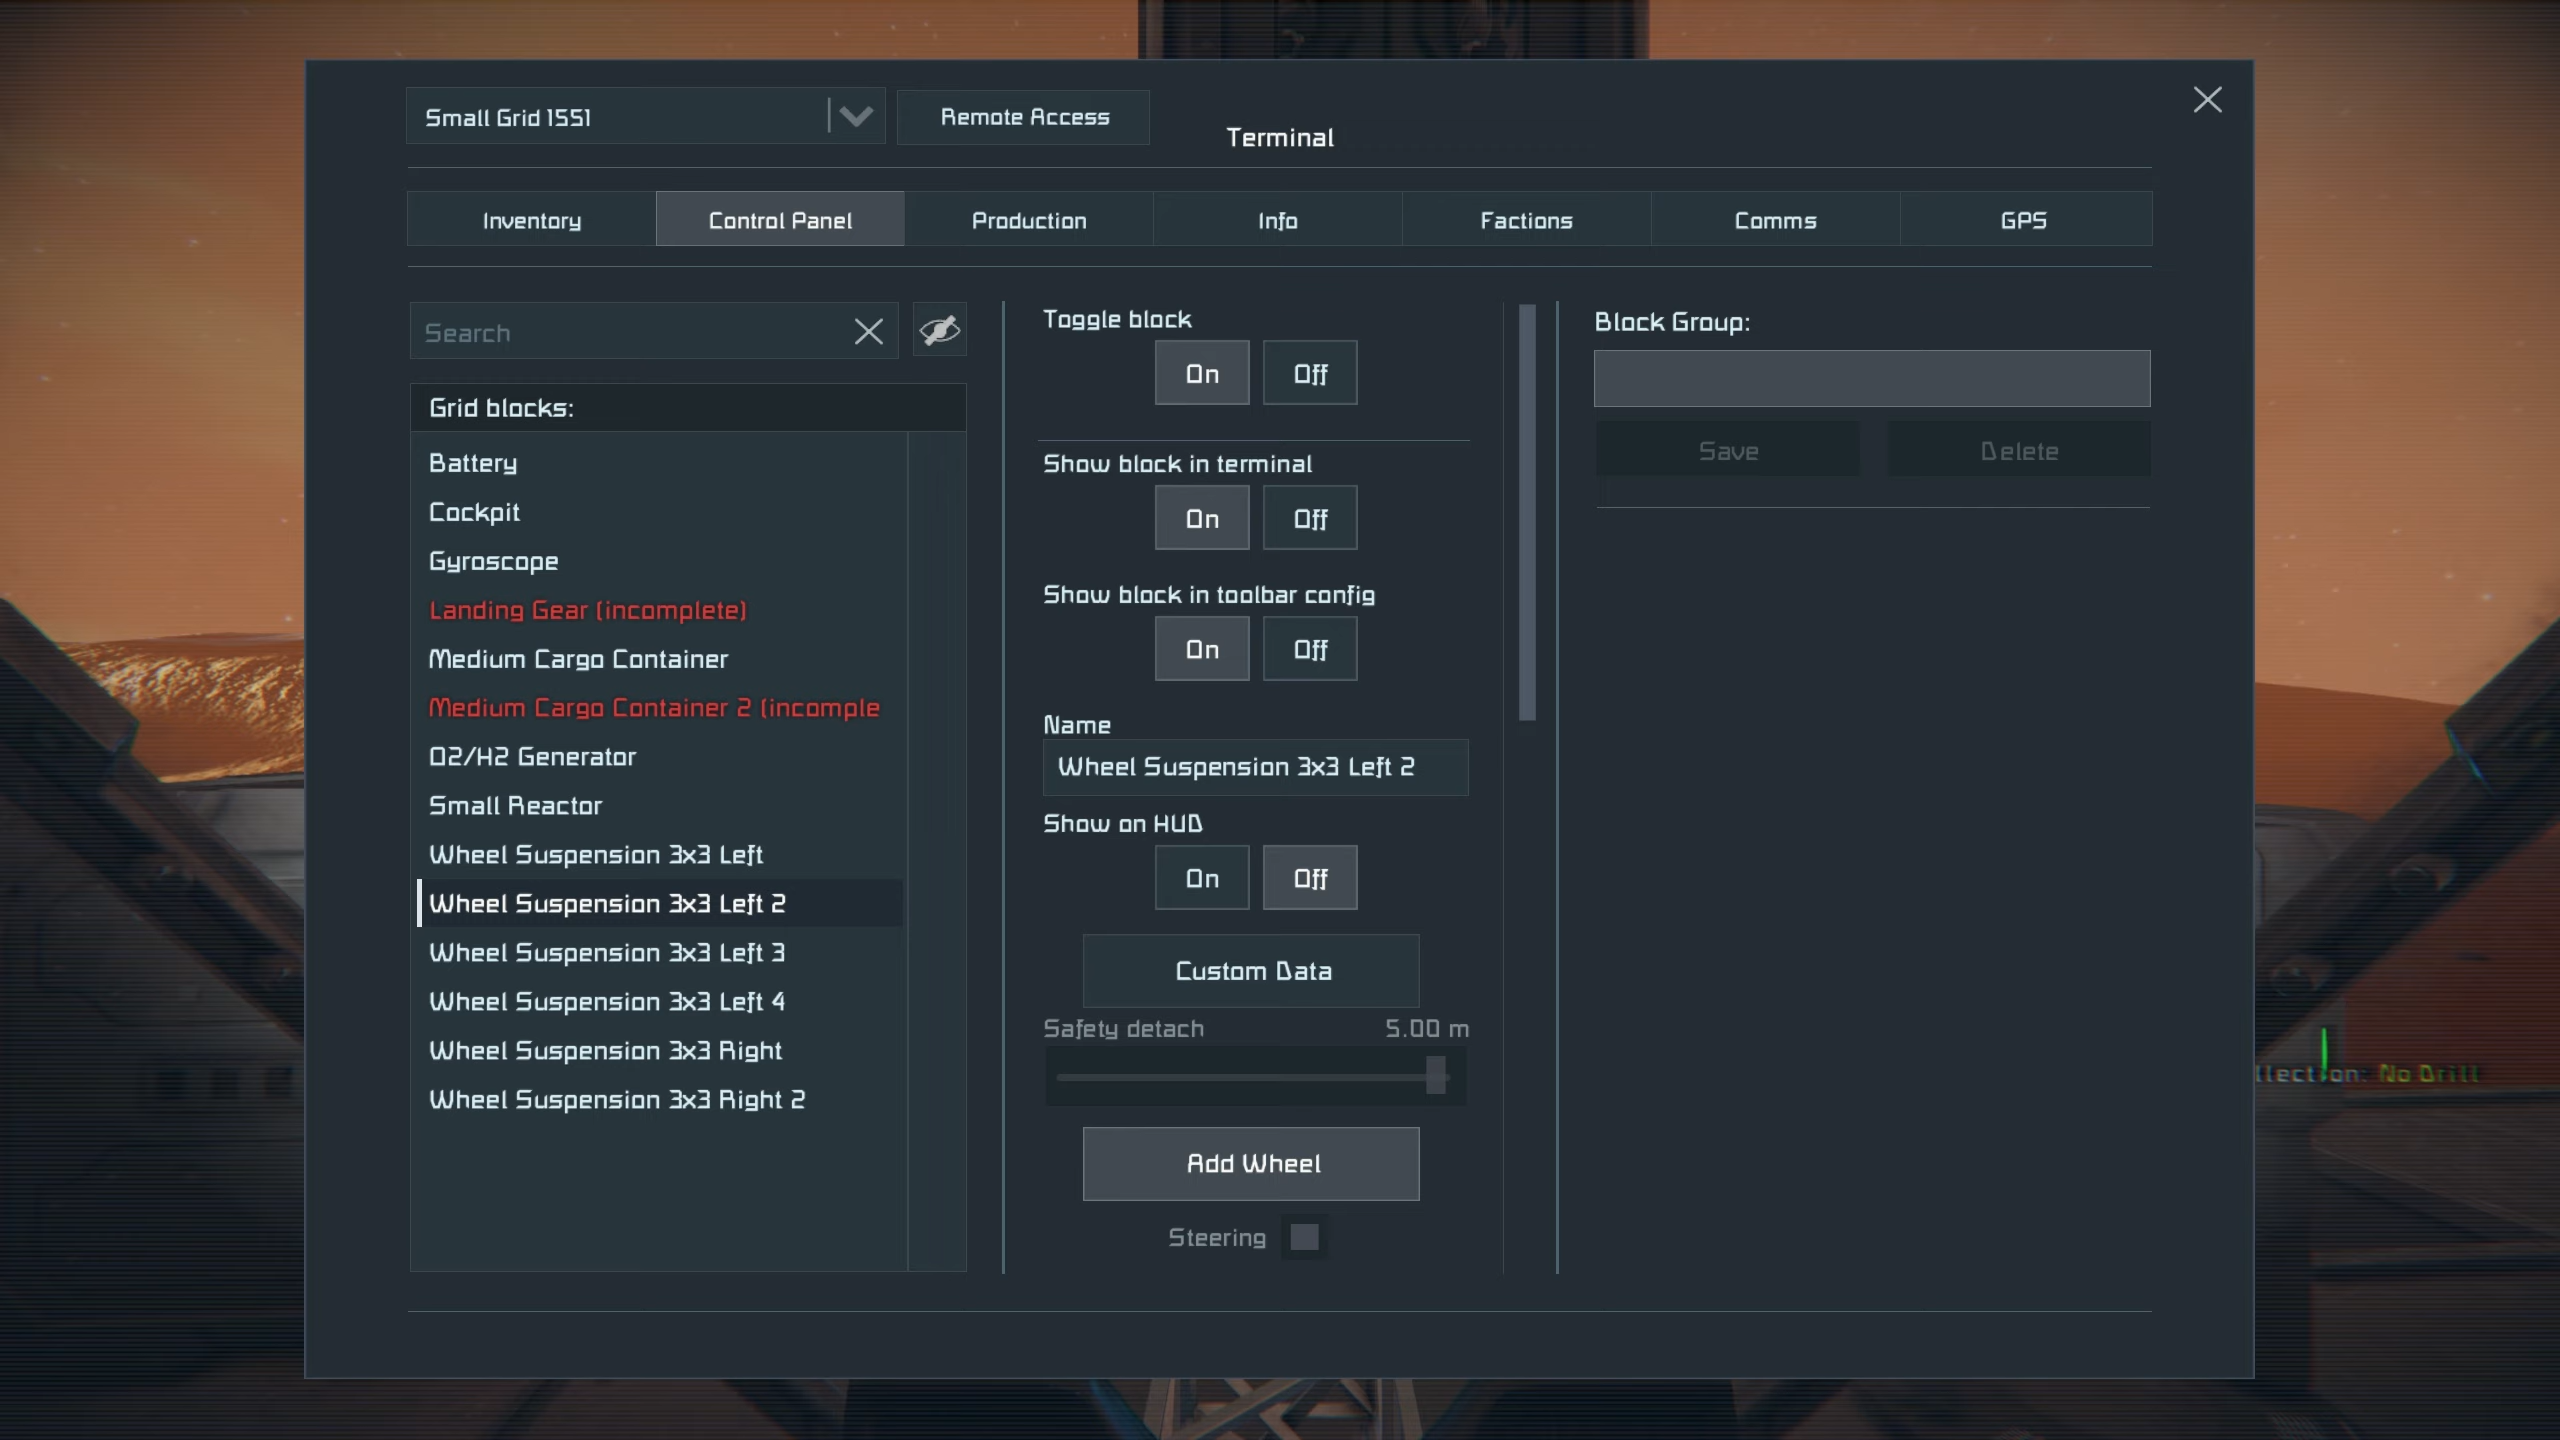 Small Grid 1551
Remote Access
Terminal
Inventory
Control Panel
Production
Info
Factions
Comms
GPS
Search
Grid blocks:
Battery
Cockpit
Gyroscope
Landing Gear (incomplete)
Medium Cargo Container
Medium Cargo Container 2 (incomple
O2/H2 Generator
Small Reactor
Wheel Suspension 3x3 Left
Wheel Suspension 3x3 Left 2
Wheel Suspension 3x3 Left 3
Wheel Suspension 3x3 Left 4
Wheel Suspension 3x3 Right
Wheel Suspension 3x3 Right 2
Toggle block
On Off
Show block in terminal
On Off
Show block in toolbar config
On Off
Name
Wheel Suspension 3x3 Left 2
Show on HUD
On Off
Custom Data
Safety detach 5.00 m
Add Wheel
Steering
Block Group:
Save Delete
llection: No Drill